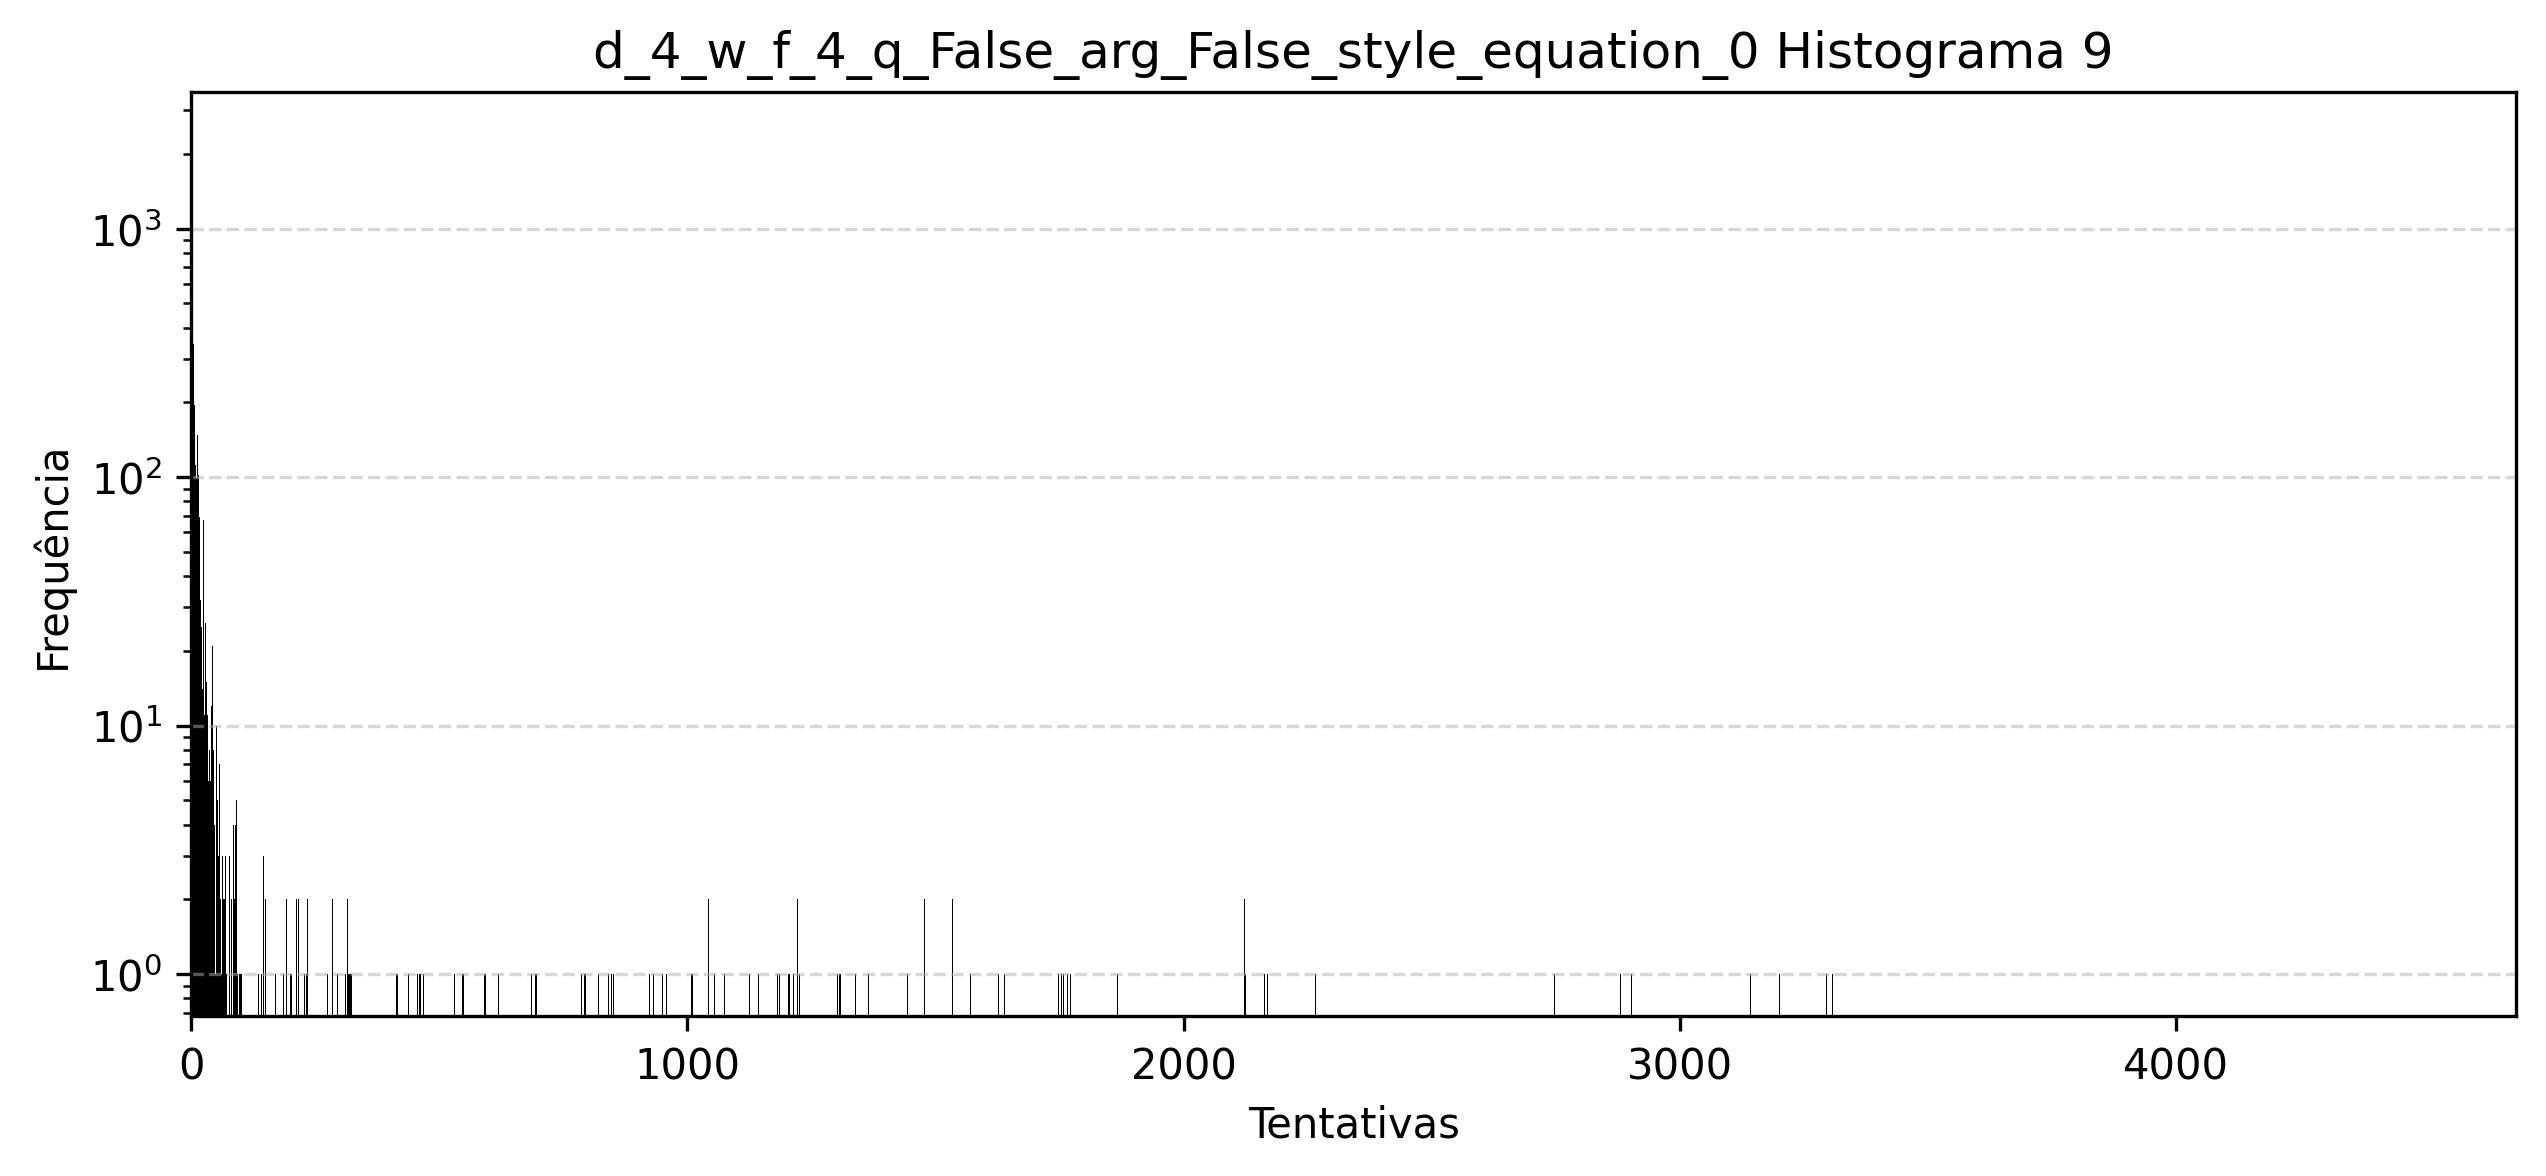 d_4_w_f_4_q_False_arg_False_style_equation_0 Histograma 9
10³
10²
10¹
10⁰
Frequência
0 1000 2000 3000 4000
Tentativas